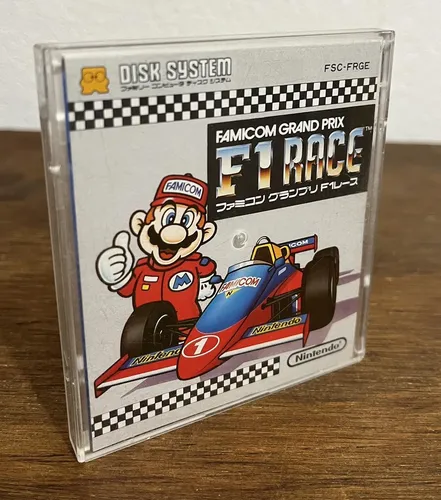 DISK SYSTEM
ファミリー コンピュータ ディスク システム
FSC-FRGE
FAMICOM GRAND PRIX
F1 RACE™
ファミコン グランプリ F1レース
FAMICOM
M
FAMICOM
FAMICOM
N
Nintendo
Nintendo
1
Nintendo